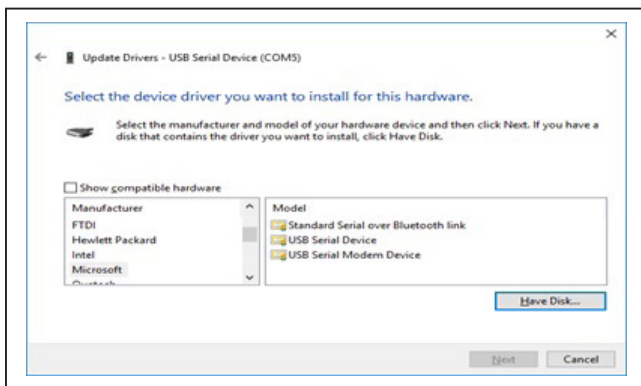 Update Drivers - USB Serial Device (COM5)
Select the device driver you want to install for this hardware.
Select the manufacturer and model of your hardware device and then click Next. If you have a
disk that contains the driver you want to install, click Have Disk.
Show compatible hardware
Manufacturer
FTDI
Hewlett Packard
Intel
Microsoft
Model
Standard Serial over Bluetooth link
USB Serial Device
USB Serial Modem Device
Have Disk...
Next
Cancel